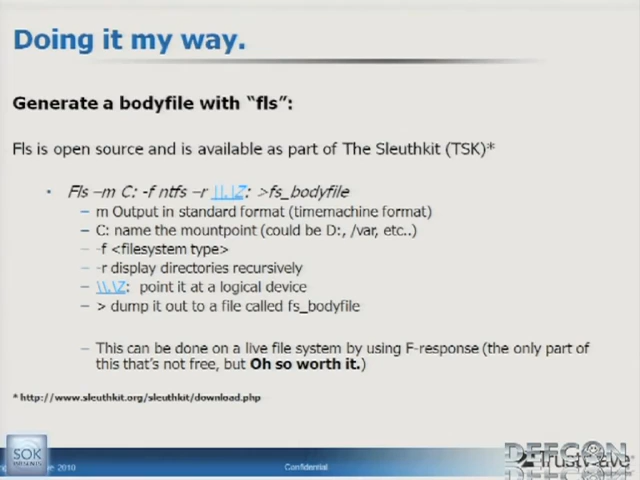 Doing it my way.
Generate a bodyfile with “fls”:
Fls is open source and is available as part of The Sleuthkit (TSK)*
• Fls –m C: -f ntfs –r \\.\Z: >fs_bodyfile
– m Output in standard format (timemachine format)
– C: name the mountpoint (could be D:, /var, etc..)
– -f <filesystem type>
– -r display directories recursively
– \\.\Z: point it at a logical device
– > dump it out to a file called fs_bodyfile
– This can be done on a live file system by using F-response (the only part of
this that’s not free, but Oh so worth it.)
* http://www.sleuthkit.org/sleuthkit/download.php
SOK
2010
Confidential
DEFCON
Trustwave